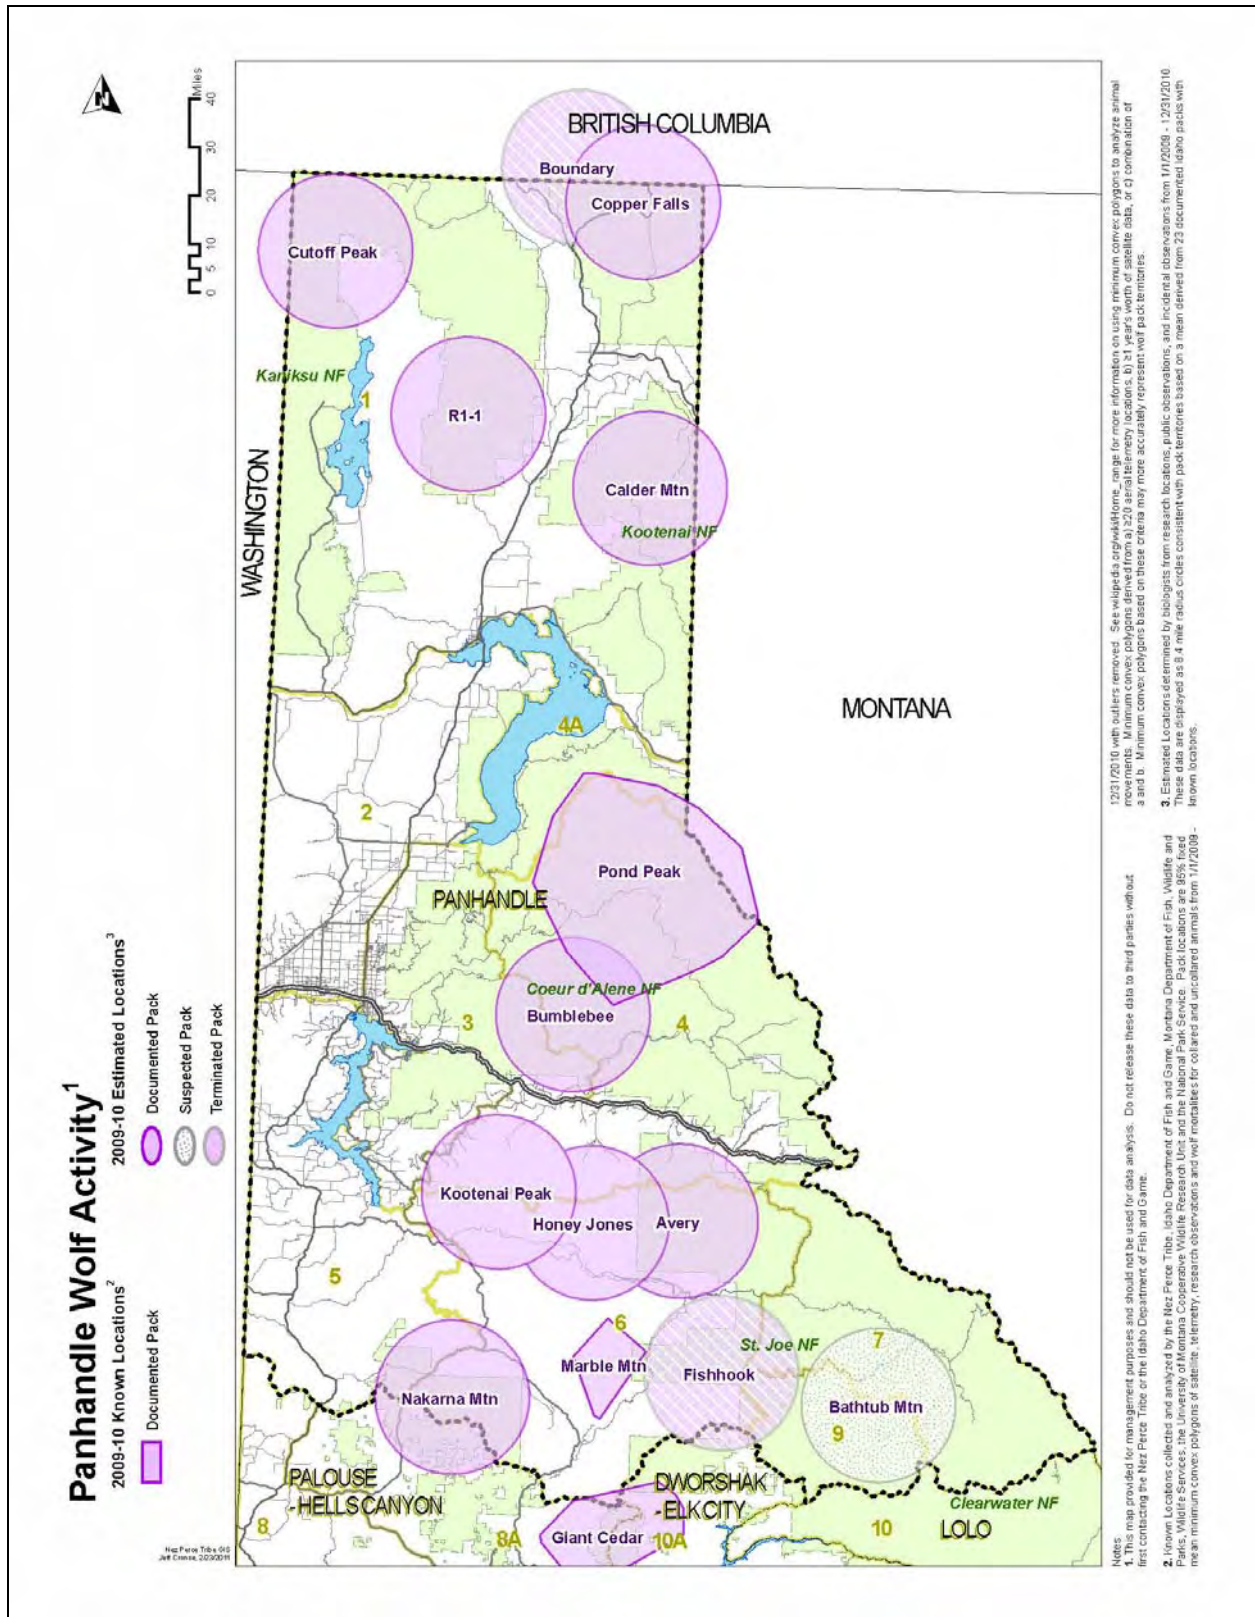 Panhandle Wolf Activity1
2009-10 Known Locations2
Documented Pack
2009-10 Estimated Locations3
Documented Pack
Suspected Pack
Terminated Pack
0 5 10 20 30 40
Miles
N
BRITISH COLUMBIA
Boundary
Copper Falls
Cutoff Peak
Kaniksu NF
1
R1-1
WASHINGTON
Calder Mtn
Kootenai NF
MONTANA
4A
2
Pond Peak
PANHANDLE
Coeur d'Alene NF
Bumblebee
3
4
Kootenai Peak
Honey Jones
Avery
5
6
Marble Mtn
St. Joe NF
7
Fishhook
Nakarna Mtn
Bathtub Mtn
9
PALOUSE
-HELLS CANYON
DWORSHAK
-ELK CITY
Clearwater NF
8
8A
Giant Cedar
10A
10
LOLO
Nez Perce Tribe GIS
2/23/2011
Notes
1. This map provided for management purposes and should not be used for data analysis. Do not release these data to third parties without
first contacting the Nez Perce Tribe or the Idaho Department of Fish and Game.
2. Known Locations collected and analyzed by the Nez Perce Tribe, Idaho Department of Fish and Game, Montana Department of Fish, Wildlife and
Parks, Wildlife Services, the University of Montana Cooperative Wildlife Research Unit and the National Park Service. Pack locations are 95% fixed
mean minimum convex polygons of satellite, telemetry, research observations and wolf mortalities for collared and uncollared animals from 1/1/2009 -
12/31/2010 with outliers removed. See wikipedia.org/wiki/Home_range for more information on using minimum convex polygons to analyze animal
movements. Minimum convex polygons derived from a) ≥20 aerial telemetry locations, b) ≥1 year's worth of satellite data, or c) combination of
a and b. Minimum convex polygons based on these criteria may more accurately represent wolf pack territories.
3. Estimated Locations determined by biologists from research locations, public observations, and incidental observations from 1/1/2009 - 12/31/2010.
These data are displayed as 8.4 mile radius circles consistent with pack territories based on a mean derived from 23 documented Idaho packs with
known locations.